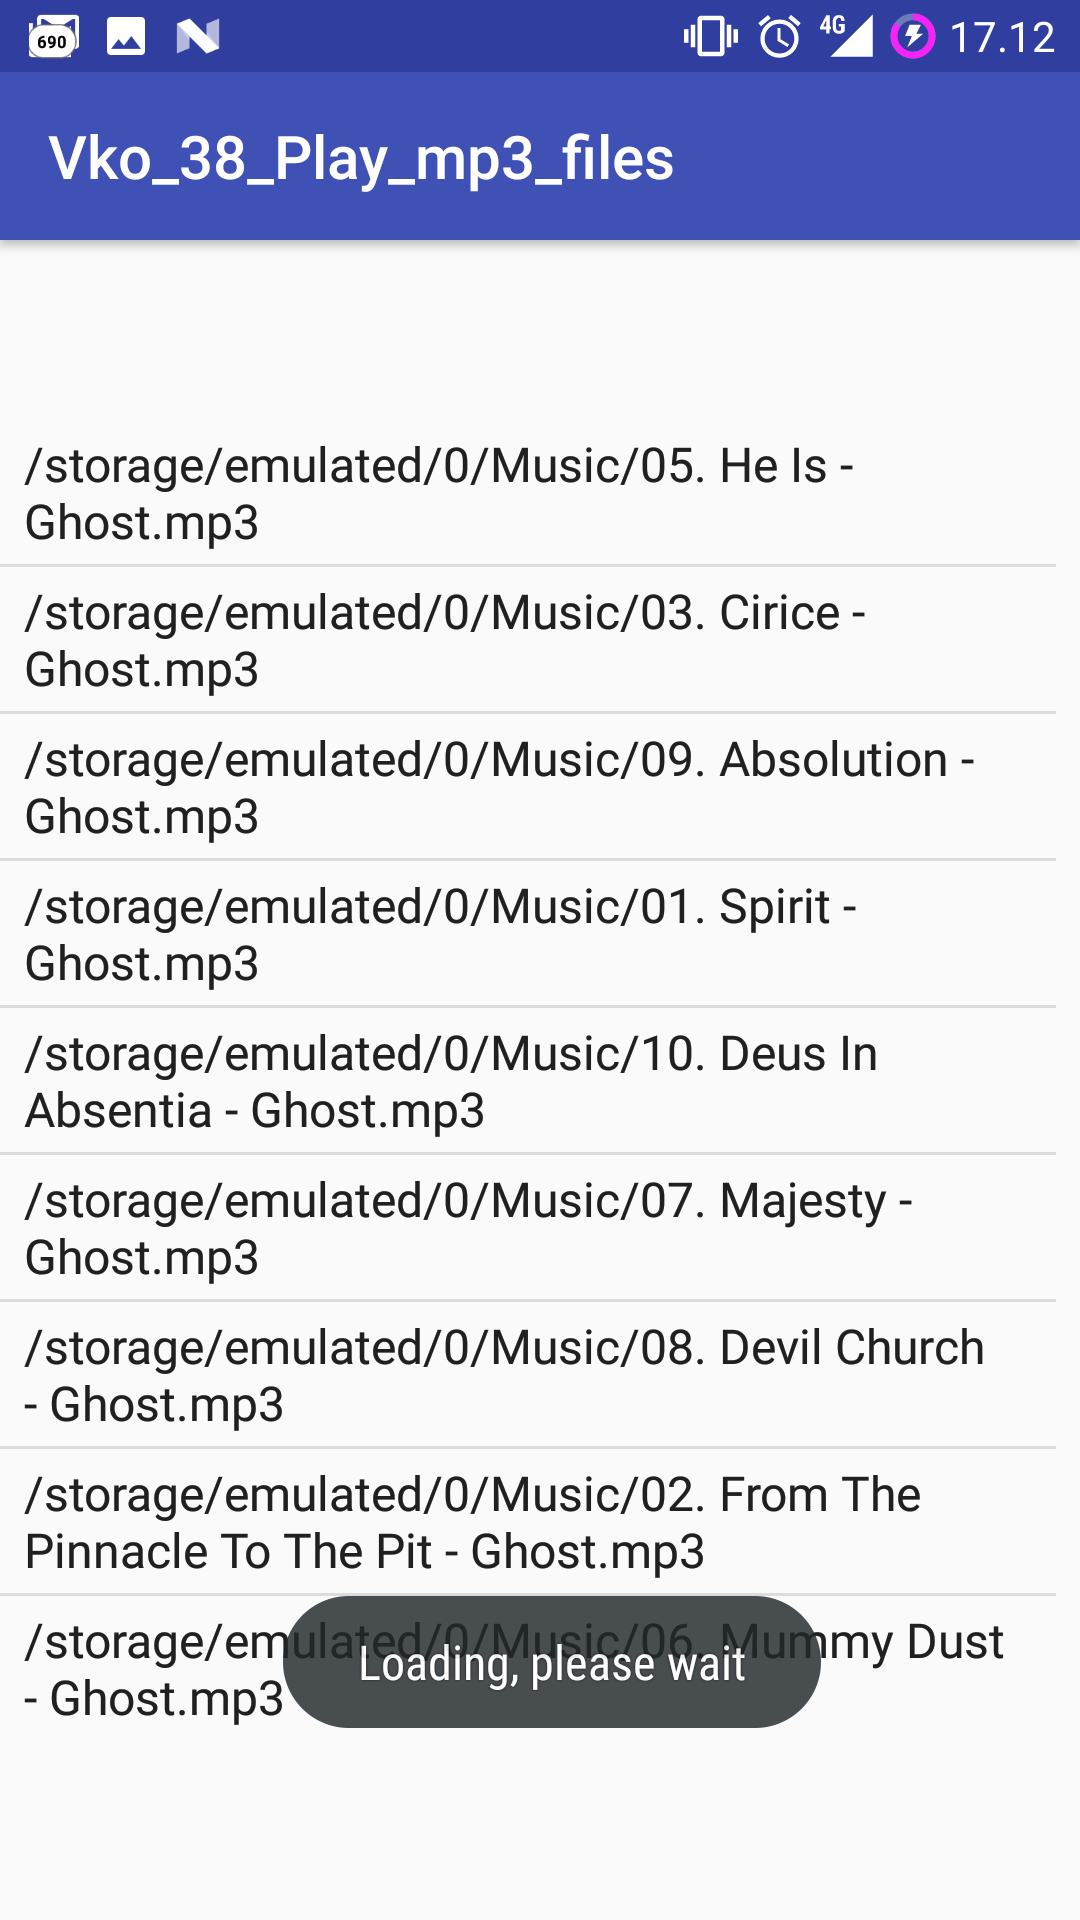 690
4G
17.12
Vko_38_Play_mp3_files
/storage/emulated/0/Music/05. He Is -
Ghost.mp3
/storage/emulated/0/Music/03. Cirice -
Ghost.mp3
/storage/emulated/0/Music/09. Absolution -
Ghost.mp3
/storage/emulated/0/Music/01. Spirit -
Ghost.mp3
/storage/emulated/0/Music/10. Deus In
Absentia - Ghost.mp3
/storage/emulated/0/Music/07. Majesty -
Ghost.mp3
/storage/emulated/0/Music/08. Devil Church
- Ghost.mp3
/storage/emulated/0/Music/02. From The
Pinnacle To The Pit - Ghost.mp3
/storage/emulated/0/Music/06. Mummy Dust
- Ghost.mp3
Loading, please wait